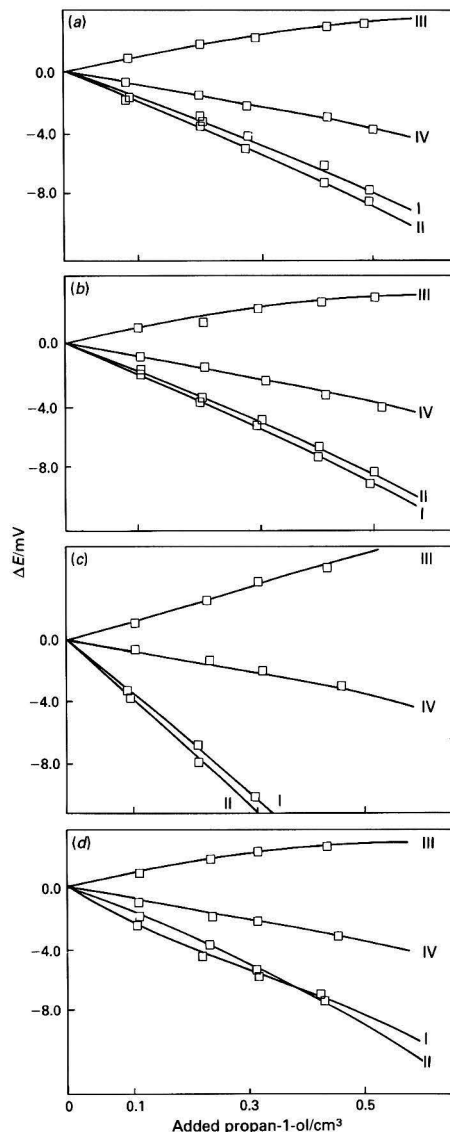 (a)
III
0.0
IV
−4.0
I
−8.0
II
(b)
III
0.0
IV
−4.0
II
−8.0
I
ΔE/mV
(c)
III
0.0
IV
−4.0
−8.0
II
I
(d)
III
0.0
IV
−4.0
I
−8.0
II
0
0.1
0.3
0.5
Added propan-1-ol/cm³